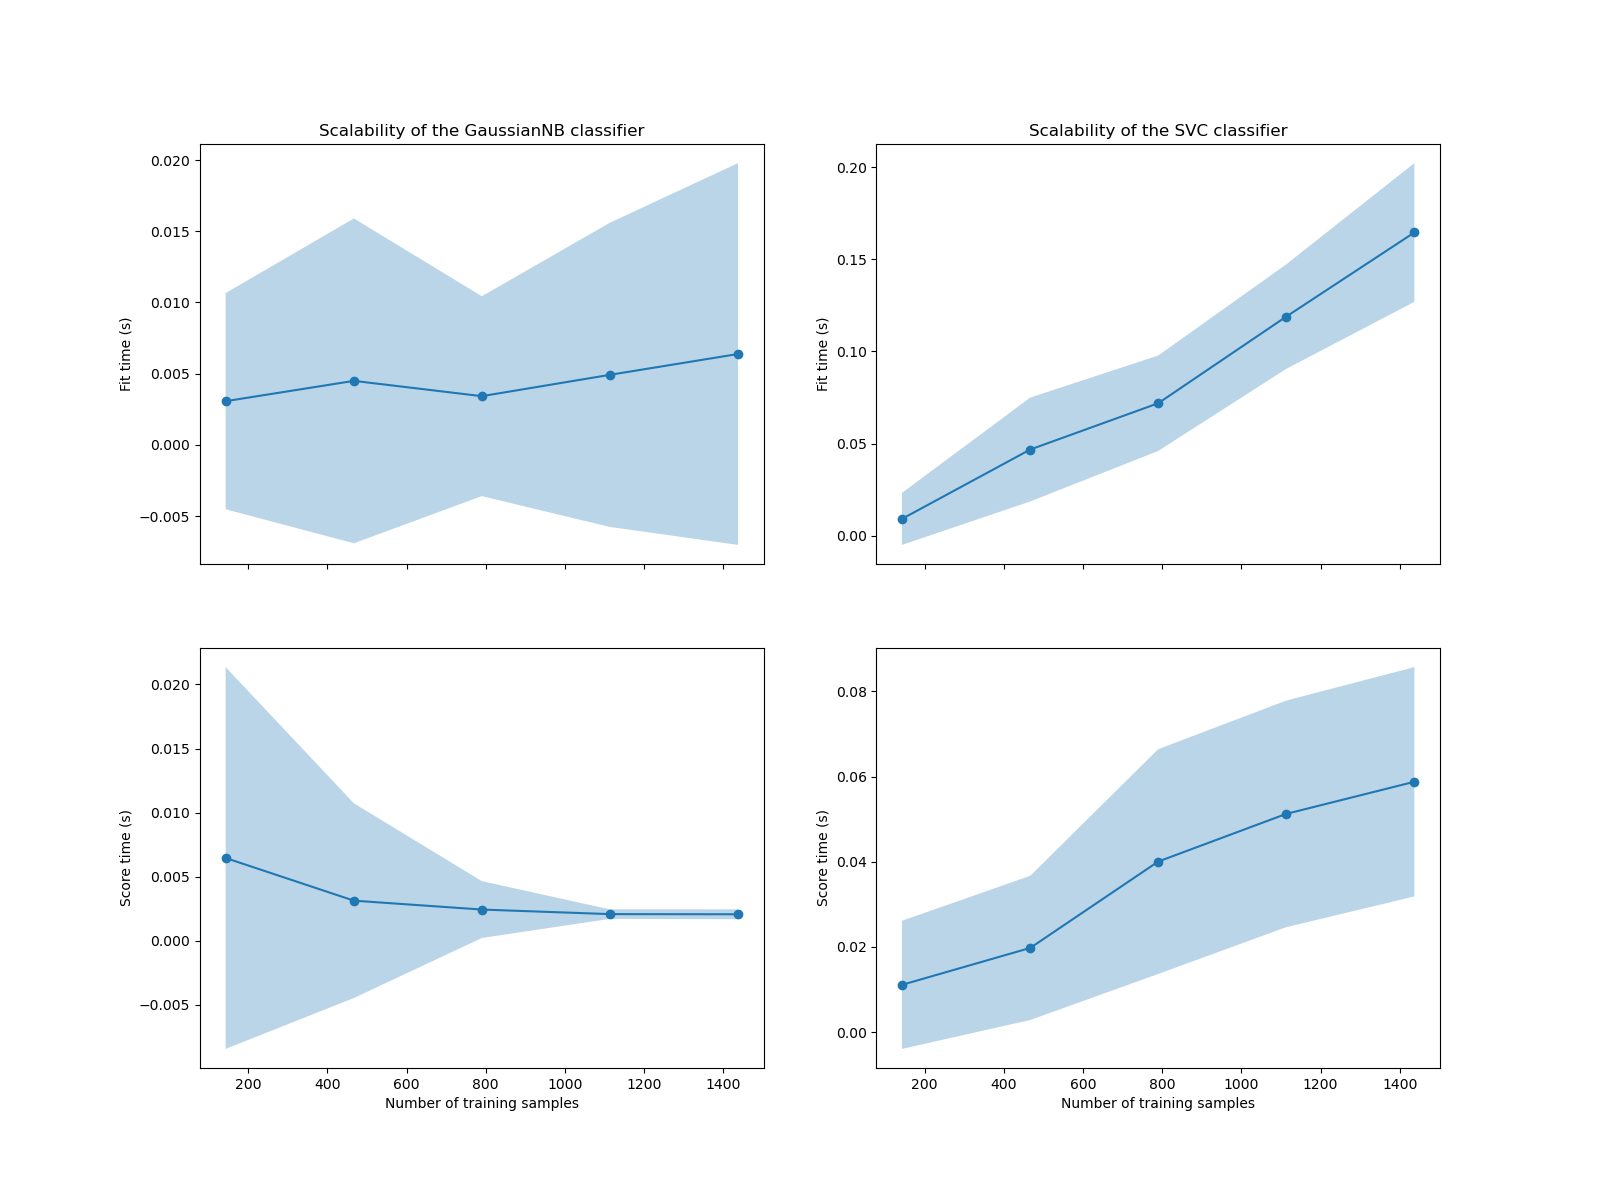 Scalability of the GaussianNB classifier
0.020
0.015
0.010
0.005
0.000
−0.005
Fit time (s)
Scalability of the SVC classifier
0.20
0.15
0.10
0.05
0.00
Fit time (s)
0.020
0.015
0.010
0.005
0.000
−0.005
Score time (s)
200 400 600 800 1000 1200 1400
Number of training samples
0.08
0.06
0.04
0.02
0.00
Score time (s)
200 400 600 800 1000 1200 1400
Number of training samples